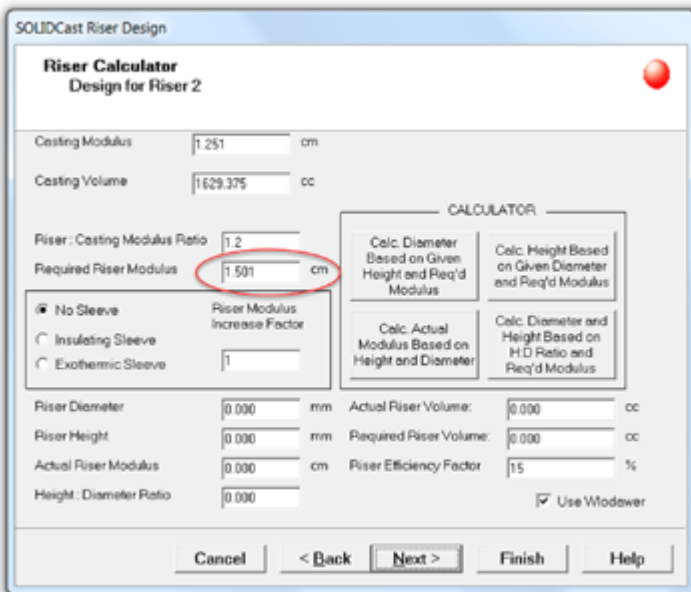 SOLIDCast Riser Design
Riser Calculator
Design for Riser 2
Casting Modulus 1.251 cm
Casting Volume 1629.375 cc
Riser : Casting Modulus Ratio 1.2
Required Riser Modulus 1.501 cm
No Sleeve
Insulating Sleeve
Exothermic Sleeve
Riser Modulus
Increase Factor
1
CALCULATOR
Calc. Diameter
Based on Given
Height and Req'd
Modulus
Calc. Height Based
on Given Diameter
and Req'd Modulus
Calc. Actual
Modulus Based on
Height and Diameter
Calc. Diameter and
Height Based on
H:D Ratio and
Req'd Modulus
Riser Diameter 0.000 mm
Actual Riser Volume: 0.000 cc
Riser Height 0.000 mm
Required Riser Volume: 0.000 cc
Actual Riser Modulus 0.000 cm
Riser Efficiency Factor 15 %
Height : Diameter Ratio 0.000
Use Wlodawer
Cancel < Back Next > Finish Help